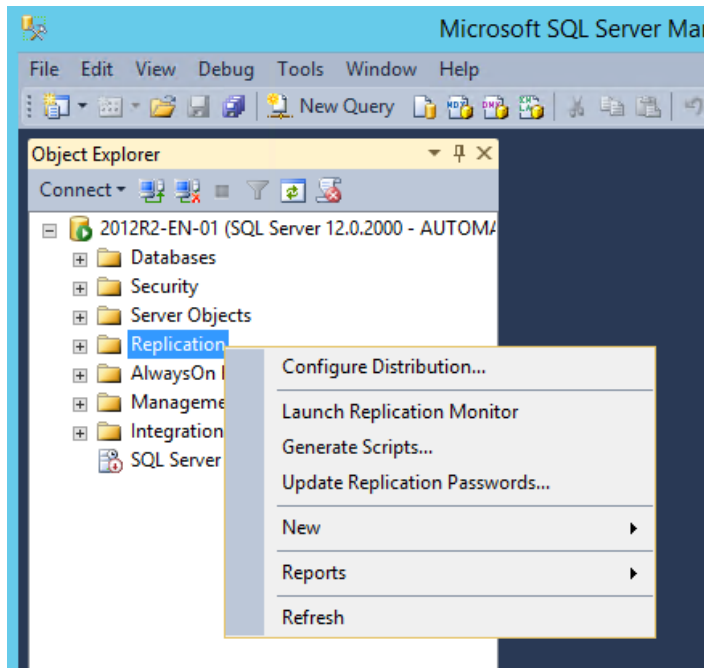 Microsoft SQL Server Mar
File Edit View Debug Tools Window Help
New Query
Object Explorer
Connect
2012R2-EN-01 (SQL Server 12.0.2000 - AUTOMA
Databases
Security
Server Objects
Replication
AlwaysOn
Manageme
Integration
SQL Server
Configure Distribution...
Launch Replication Monitor
Generate Scripts...
Update Replication Passwords...
New
Reports
Refresh